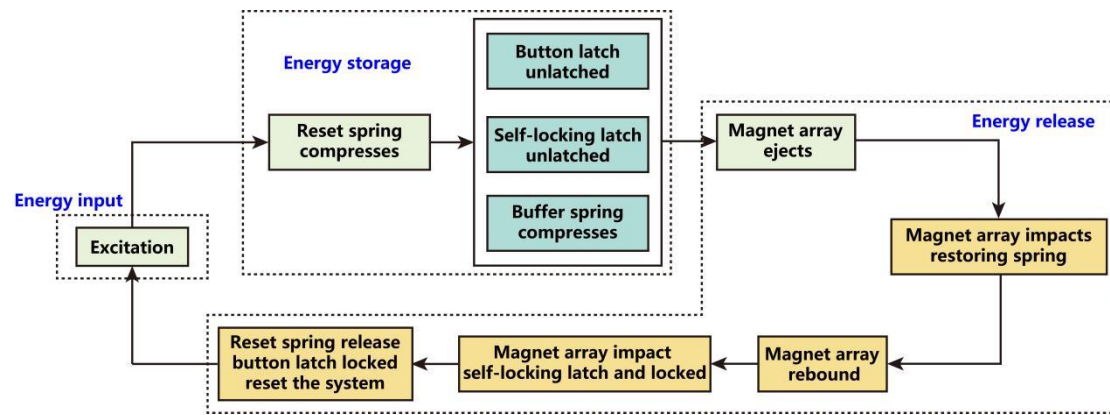 Energy storage
Button latch
unlatched
Reset spring
compresses
Self-locking latch
unlatched
Buffer spring
compresses
Energy release
Magnet array
ejects
Energy input
Excitation
Magnet array impacts
restoring spring
Magnet array
rebound
Magnet array impact
self-locking latch and locked
Reset spring release
button latch locked
reset the system